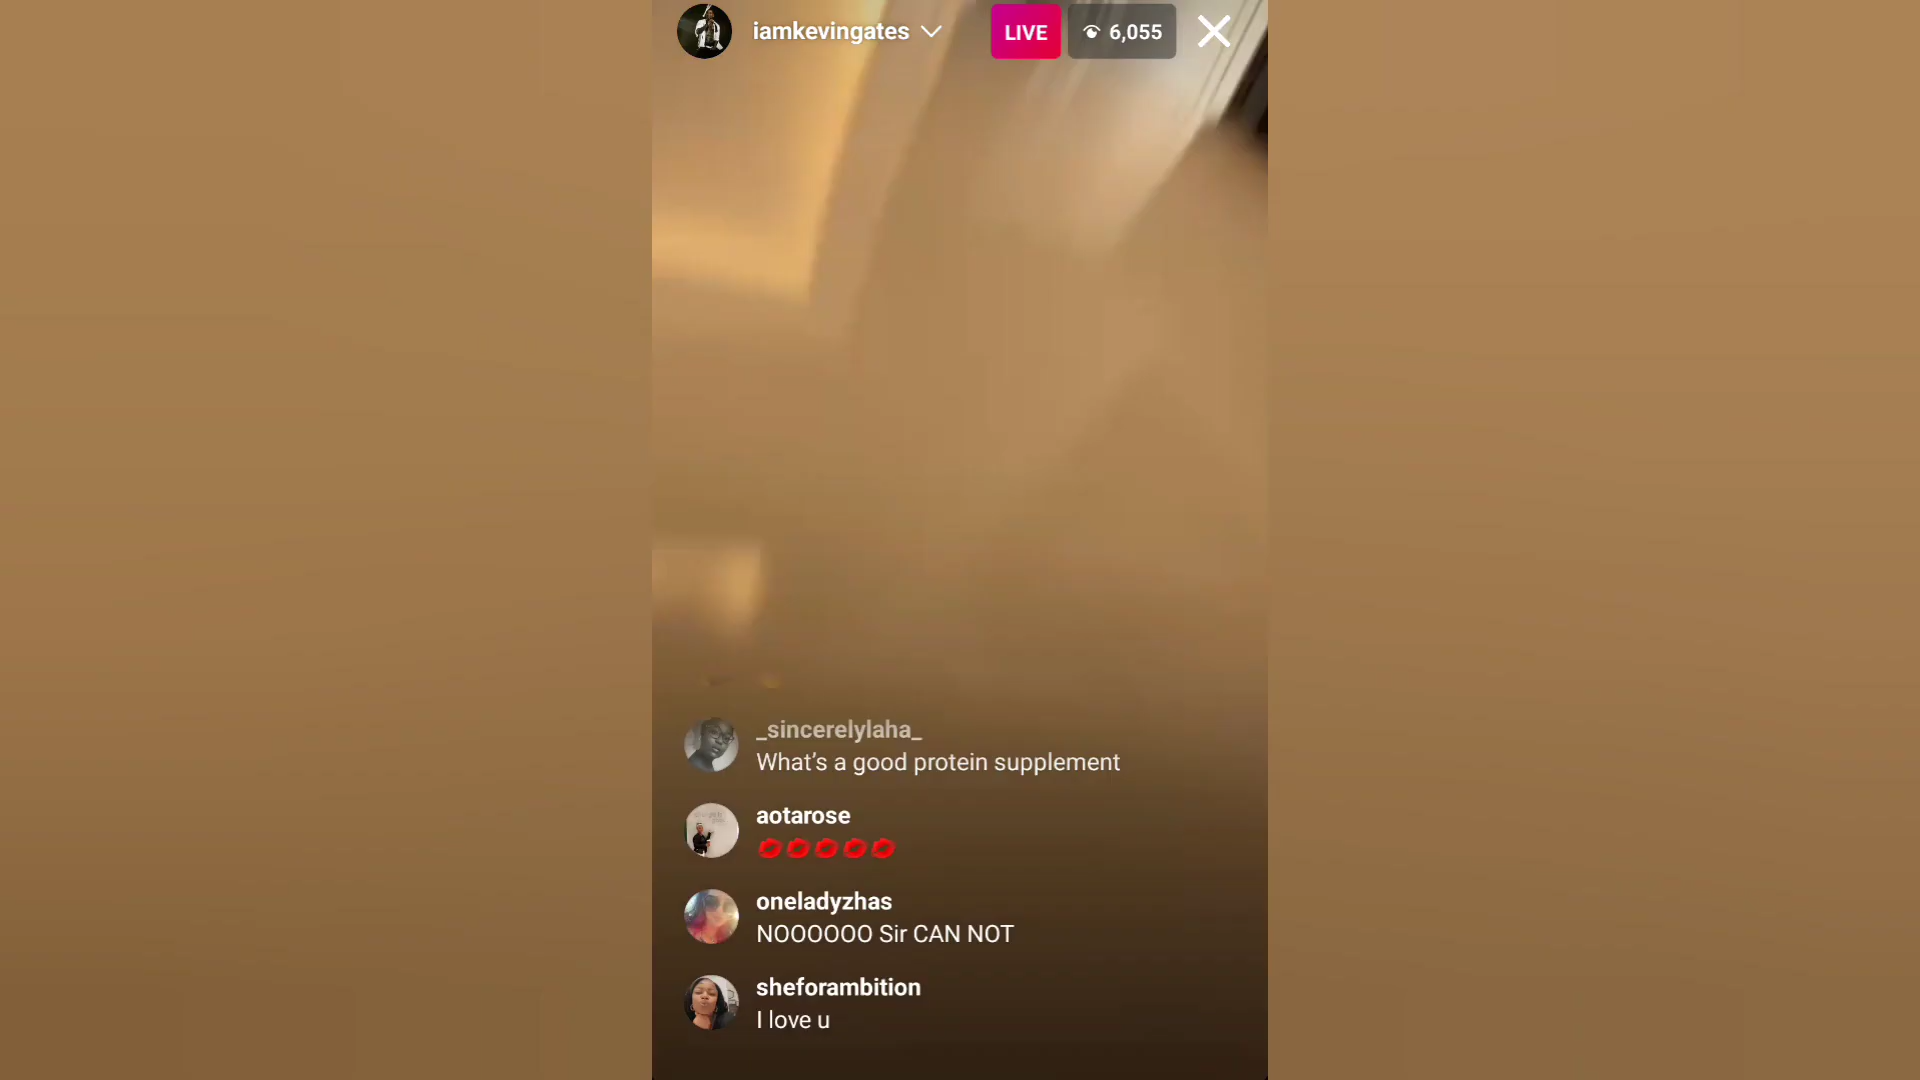 iamkevingates
LIVE
6,055
_sincerelylaha_
What's a good protein supplement
aotarose
💋💋💋💋💋
oneladyzhas
NOOOOOO Sir CAN NOT
sheforambition
I love u